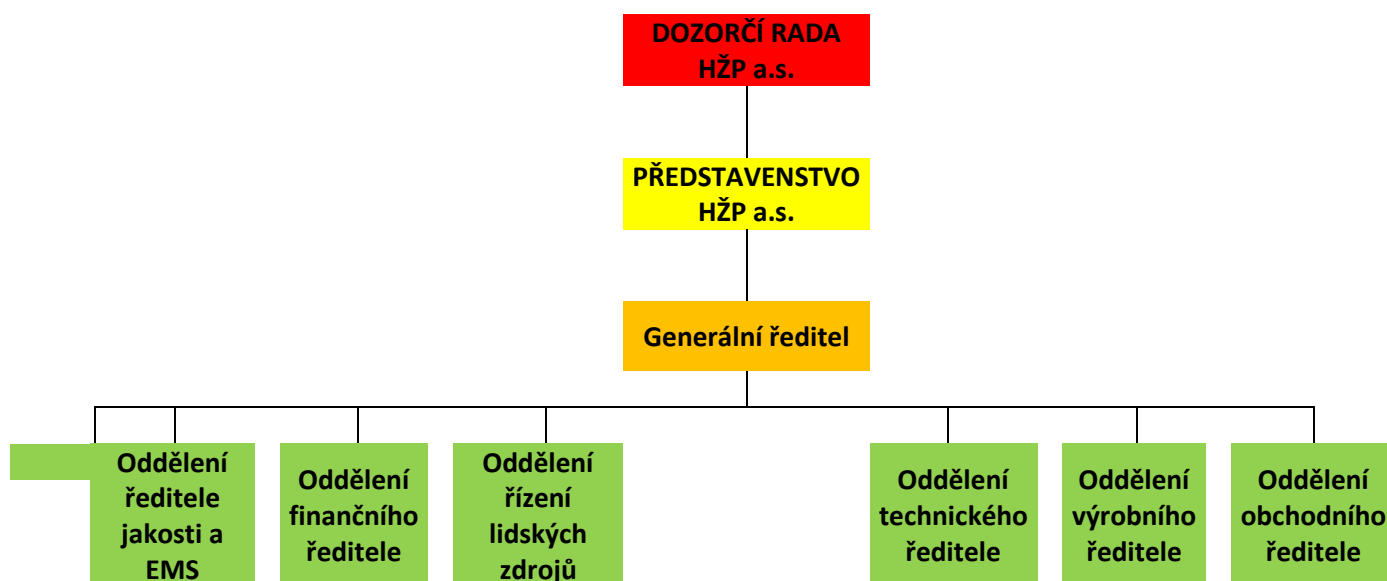 DOZORČÍ RADA
HŽP a.s.
PŘEDSTAVENSTVO
HŽP a.s.
Generální ředitel
Oddělení
ředitele
jakosti a
EMS
Oddělení
finančního
ředitele
Oddělení
řízení
lidských
zdrojů
Oddělení
technického
ředitele
Oddělení
výrobního
ředitele
Oddělení
obchodního
ředitele